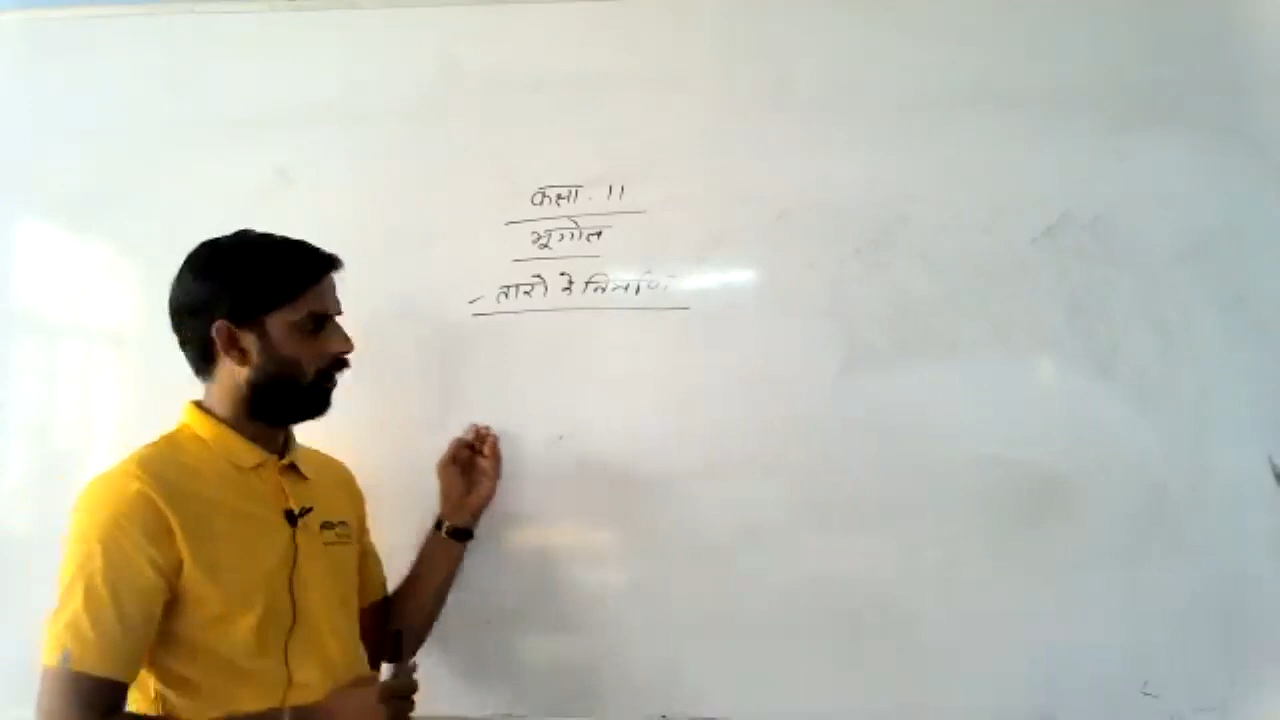 कक्षा . 11
भूगोल
- तारो के निर्माण